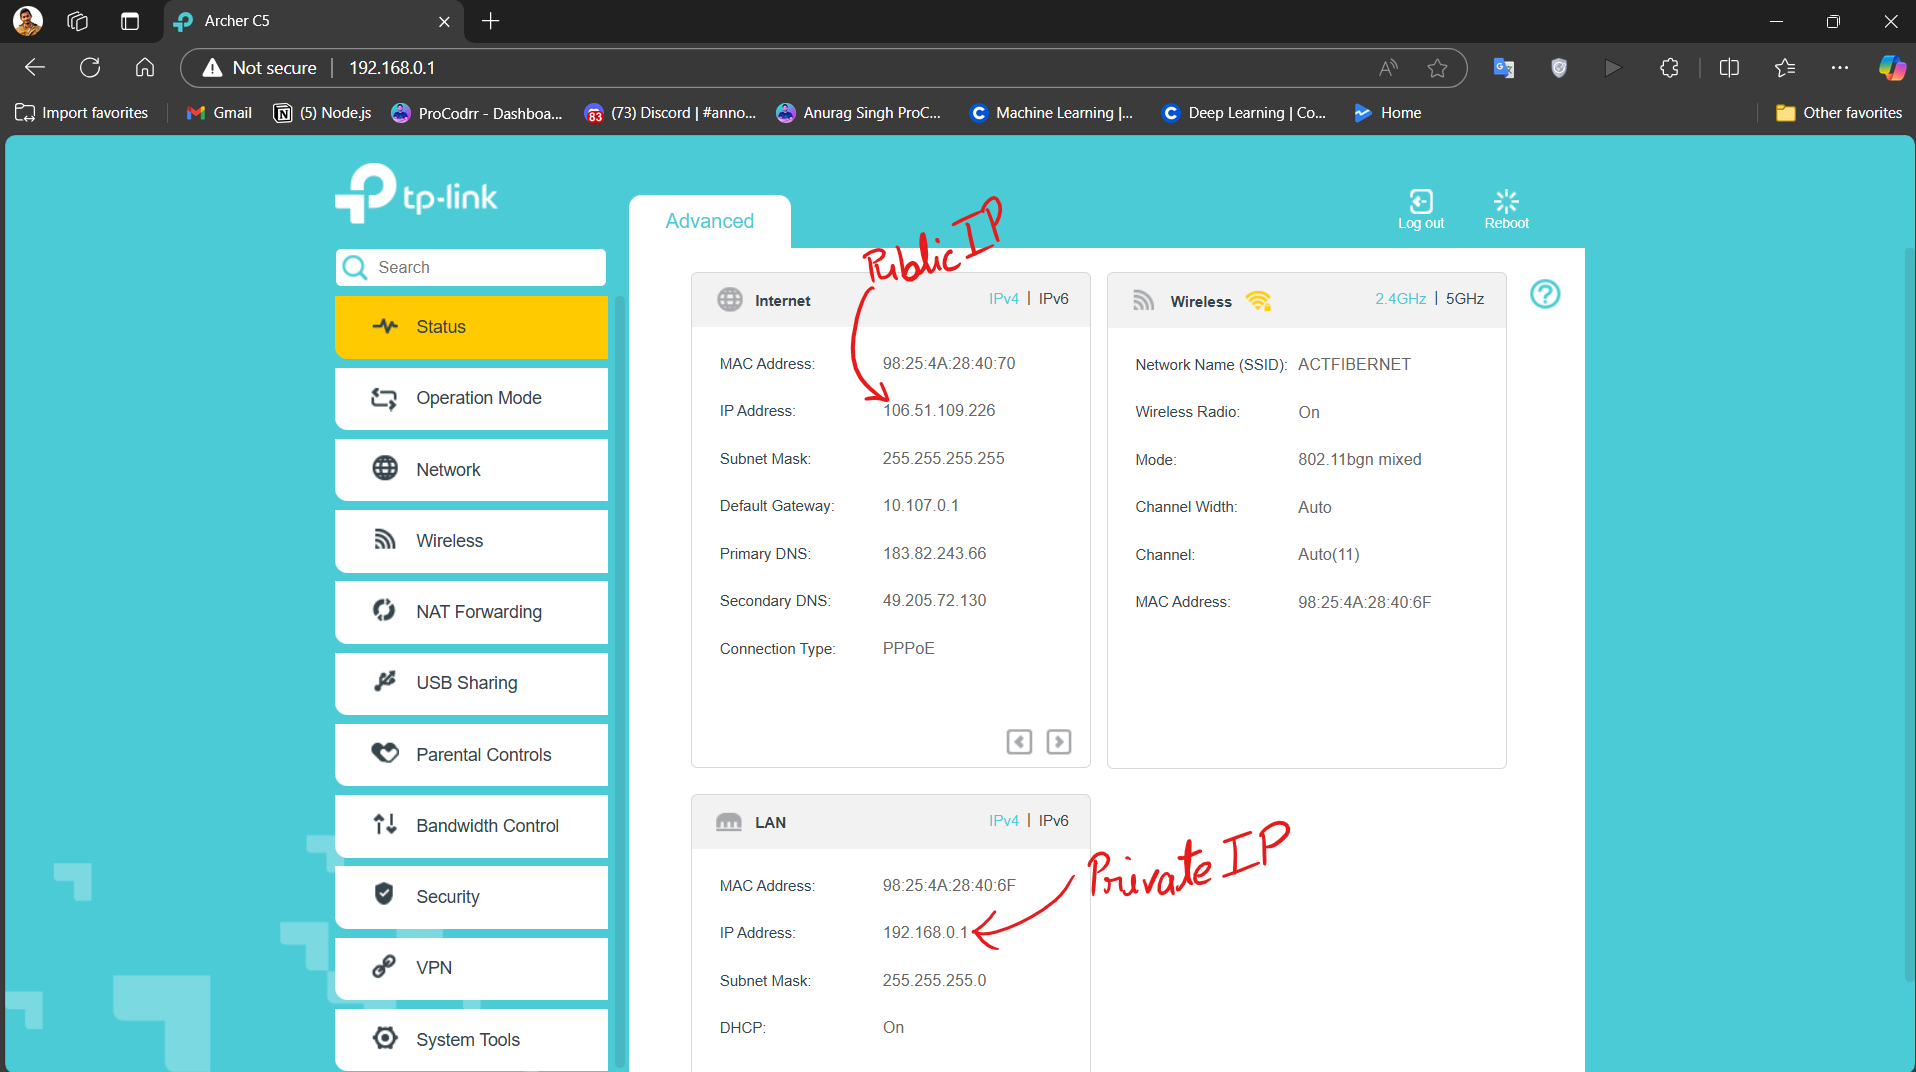 Archer C5
Not secure
192.168.0.1
Import favorites
Gmail
(5) Node.js
ProCodrr - Dashboa...
83
(73) Discord | #anno...
Anurag Singh ProC...
Machine Learning |...
Deep Learning | Co...
Home
Other favorites
tp-link
Advanced
Log out
Reboot
Search
Status
Operation Mode
Network
Wireless
NAT Forwarding
USB Sharing
Parental Controls
Bandwidth Control
Security
VPN
System Tools
Public IP
Internet
IPv4 | IPv6
MAC Address: 98:25:4A:28:40:70
IP Address: 106.51.109.226
Subnet Mask: 255.255.255.255
Default Gateway: 10.107.0.1
Primary DNS: 183.82.243.66
Secondary DNS: 49.205.72.130
Connection Type: PPPoE
Wireless
2.4GHz | 5GHz
Network Name (SSID): ACTFIBERNET
Wireless Radio: On
Mode: 802.11bgn mixed
Channel Width: Auto
Channel: Auto(11)
MAC Address: 98:25:4A:28:40:6F
LAN
IPv4 | IPv6
MAC Address: 98:25:4A:28:40:6F
IP Address: 192.168.0.1
Private IP
Subnet Mask: 255.255.255.0
DHCP: On